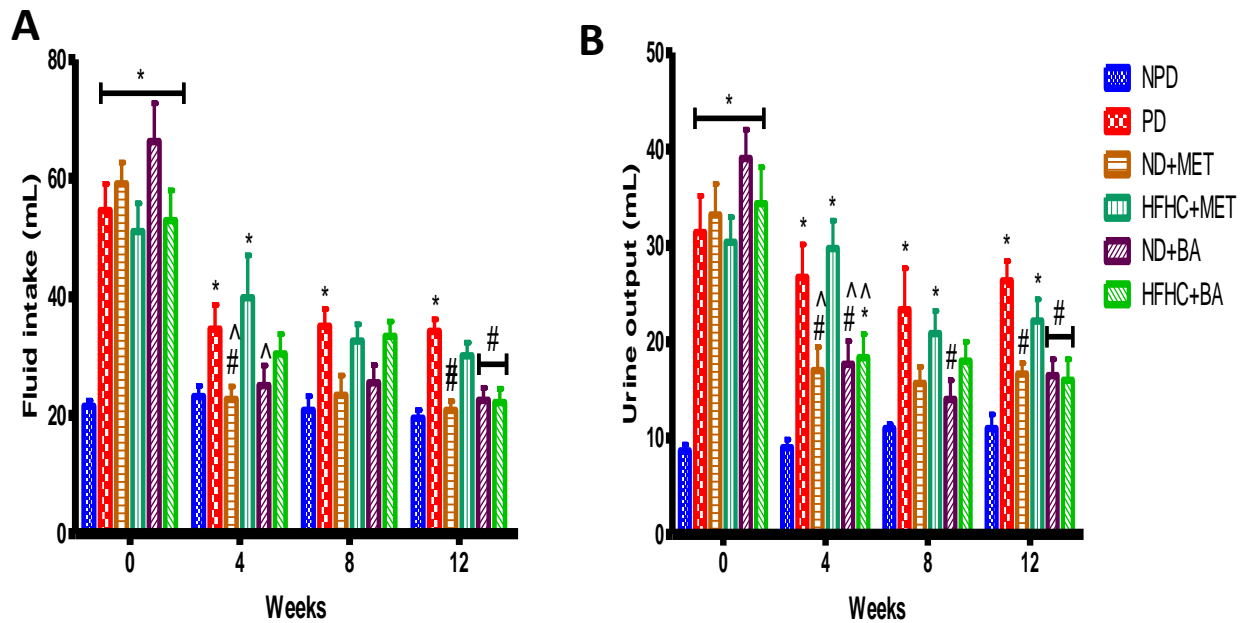 A
Fluid intake (mL)
80
60
40
20
0
*
*
^
#
*
^
*
*
#
#
#
0 4 8 12
Weeks
B
Urine output (mL)
50
40
30
20
10
0
*
*
^
#
*
^ ^
# *
*
*
#
*
#
*
#
0 4 8 12
Weeks
NPD
PD
ND+MET
HFHC+MET
ND+BA
HFHC+BA